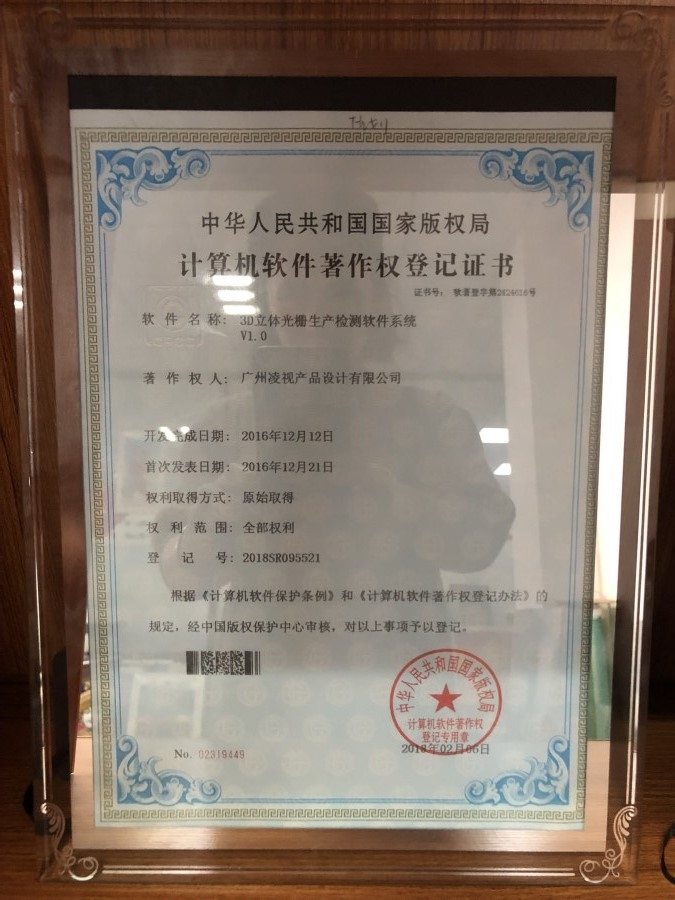 中华人民共和国国家版权局
计算机软件著作权登记证书
证书号： 软著登字第
软件名称： 3D立体光栅生产检测软件系统
V1.0
著作权人： 广州凌视产品设计有限公司
开发完成日期： 2016年12月12日
首次发表日期： 2016年12月21日
权利取得方式： 原始取得
权利范围： 全部权利
登记号： 2018SR095521
根据《计算机软件保护条例》和《计算机软件著作权登记办法》的
规定，经中国版权保护中心审核，对以上事项予以登记。
中华人民共和国国家版权局
计算机软件著作权
登记专用章
No. 02319449
2018年02月06日